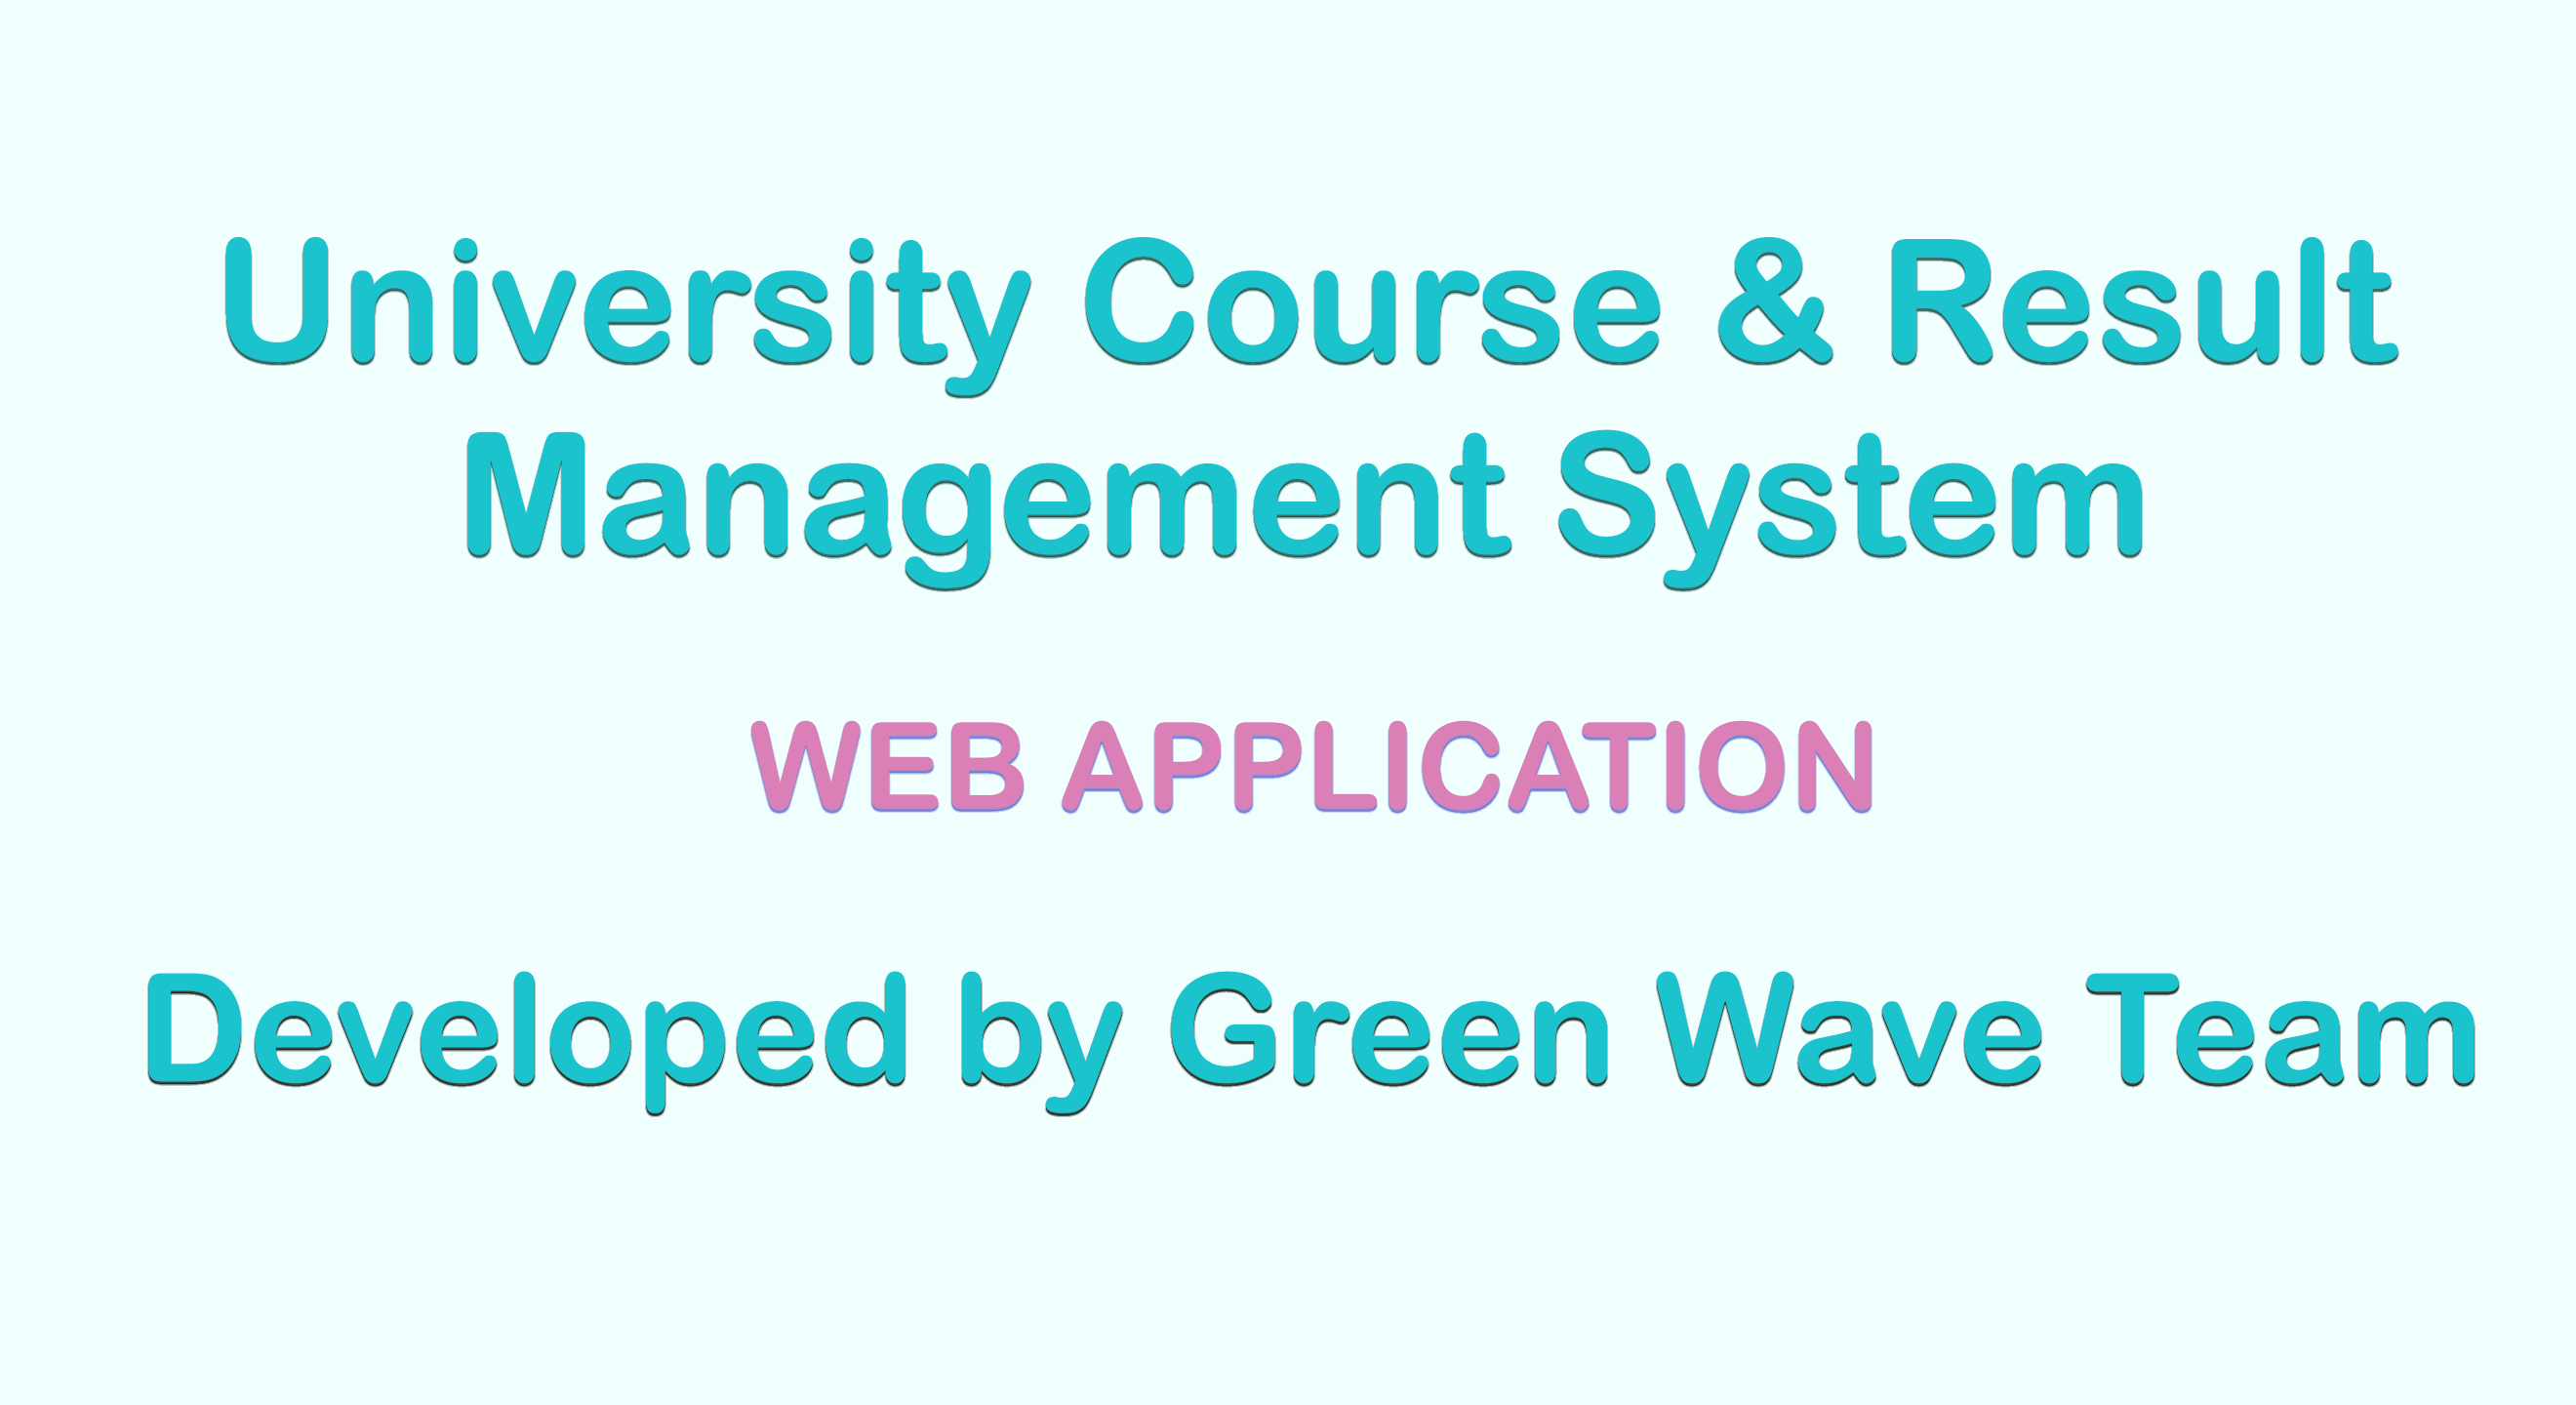 University Course & Result
Management System
WEB APPLICATION
Developed by Green Wave Team